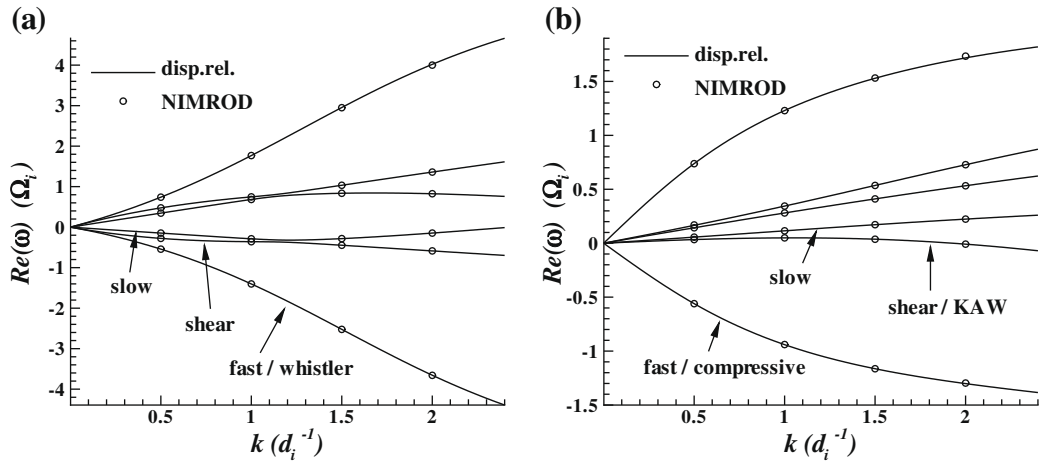 (a)
disp.rel.
NIMROD
Re(ω) (Ωi)
4
3
2
1
0
-1
-2
-3
-4
slow
shear
fast / whistler
0.5 1 1.5 2
k (di-1)
(b)
disp.rel.
NIMROD
Re(ω) (Ωi)
1.5
1
0.5
0
-0.5
-1
-1.5
slow
shear / KAW
fast / compressive
0.5 1 1.5 2
k (di-1)